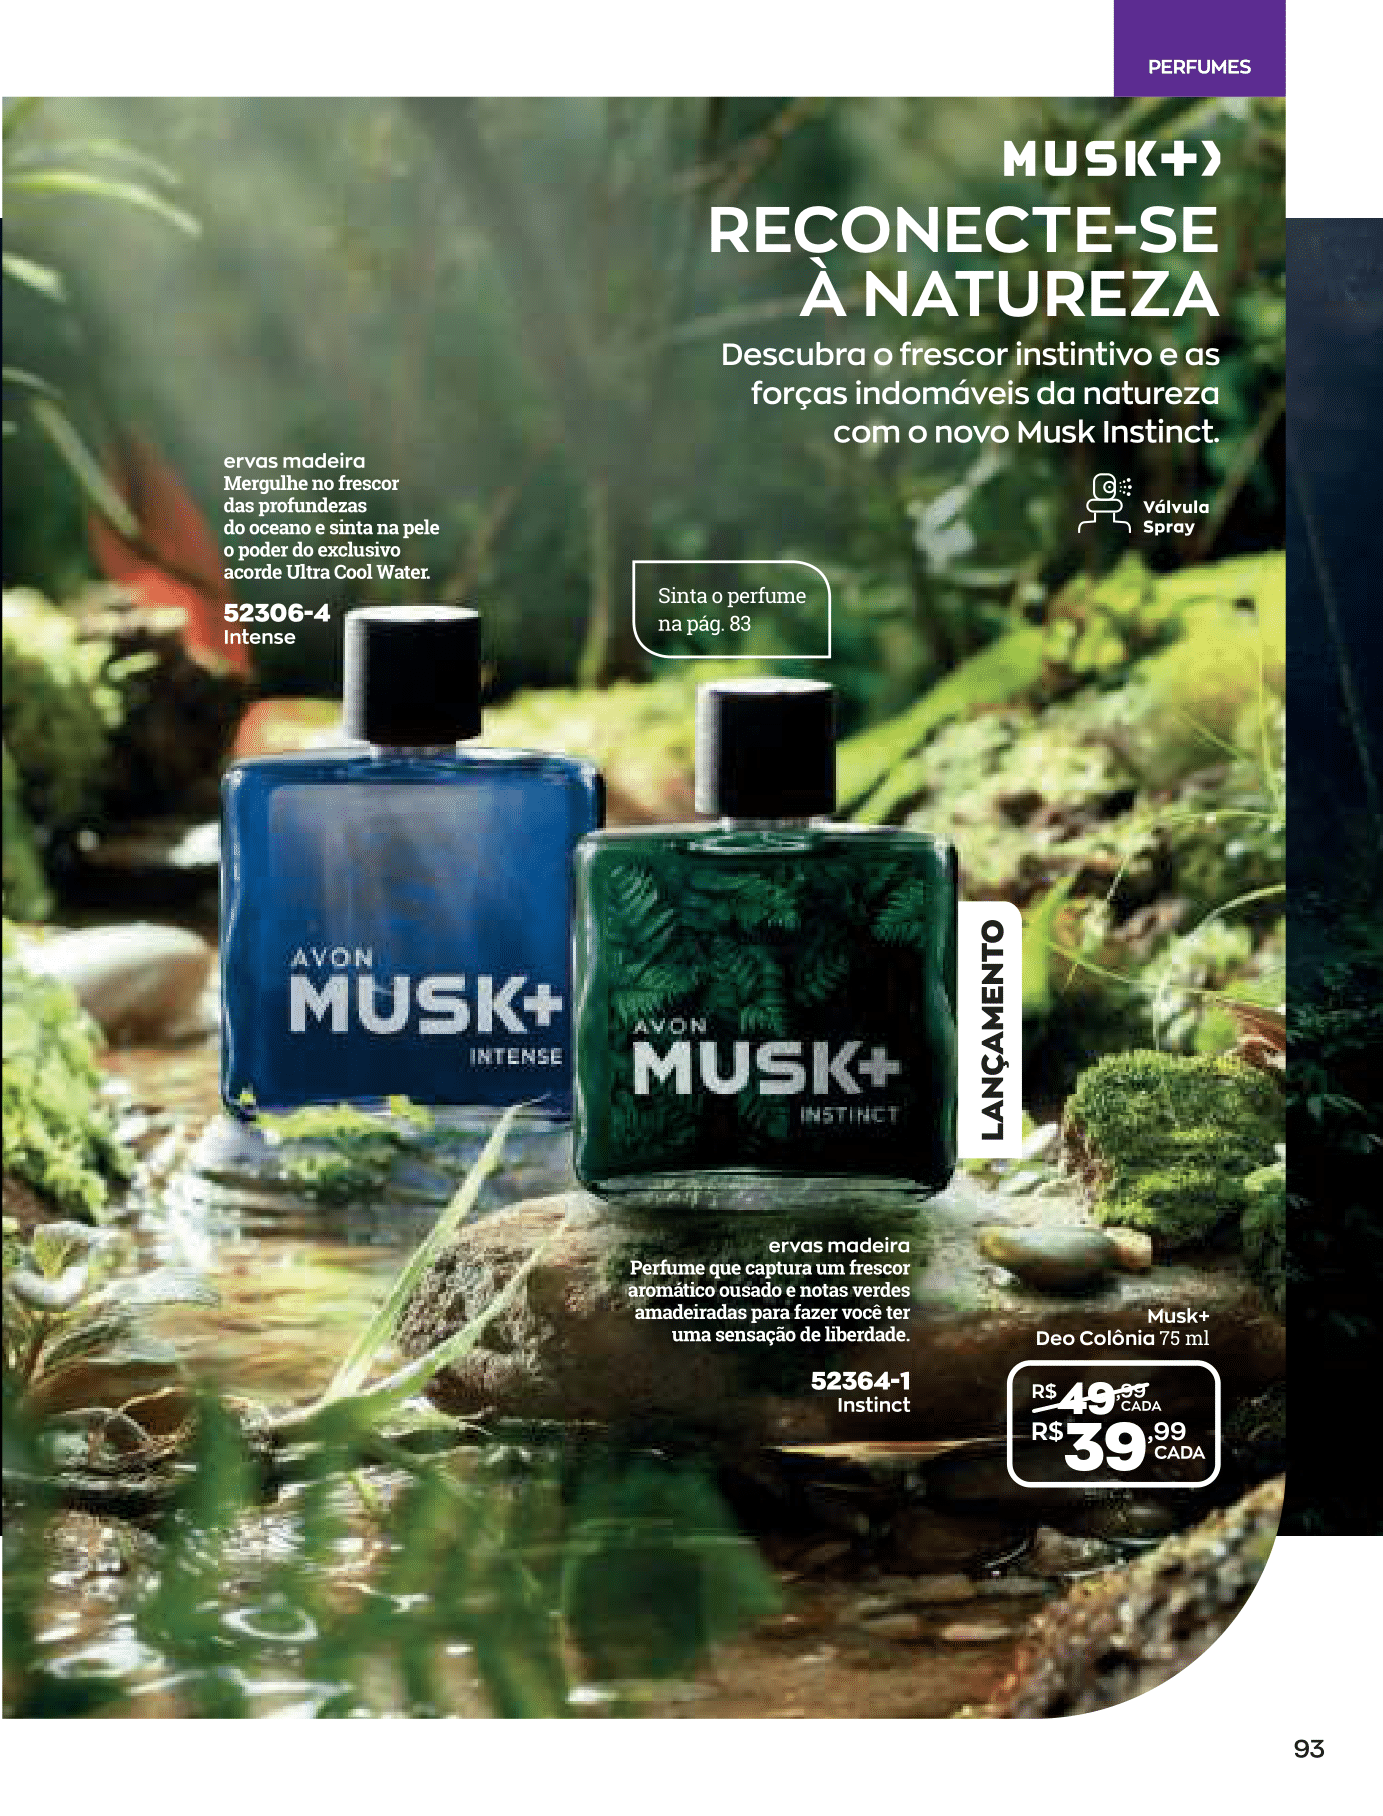 PERFUMES
MUSK+
RECONECTE-SE
À NATUREZA
Descubra o frescor instintivo e as
forças indomáveis da natureza
com o novo Musk Instinct.
Válvula
Spray
ervas madeira
Mergulhe no frescor
das profundezas
do oceano e sinta na pele
o poder do exclusivo
acorde Ultra Cool Water.
52306-4
Intense
Sinta o perfume
na pág. 83
AVON
MUSK+
INTENSE
AVON
MUSK+
INSTINCT
LANÇAMENTO
ervas madeira
Perfume que captura um frescor
aromático ousado e notas verdes
amadeiradas para fazer você ter
uma sensação de liberdade.
52364-1
Instinct
Musk+
Deo Colônia 75 ml
R$ 49,99 CADA
R$ 39,99 CADA
93